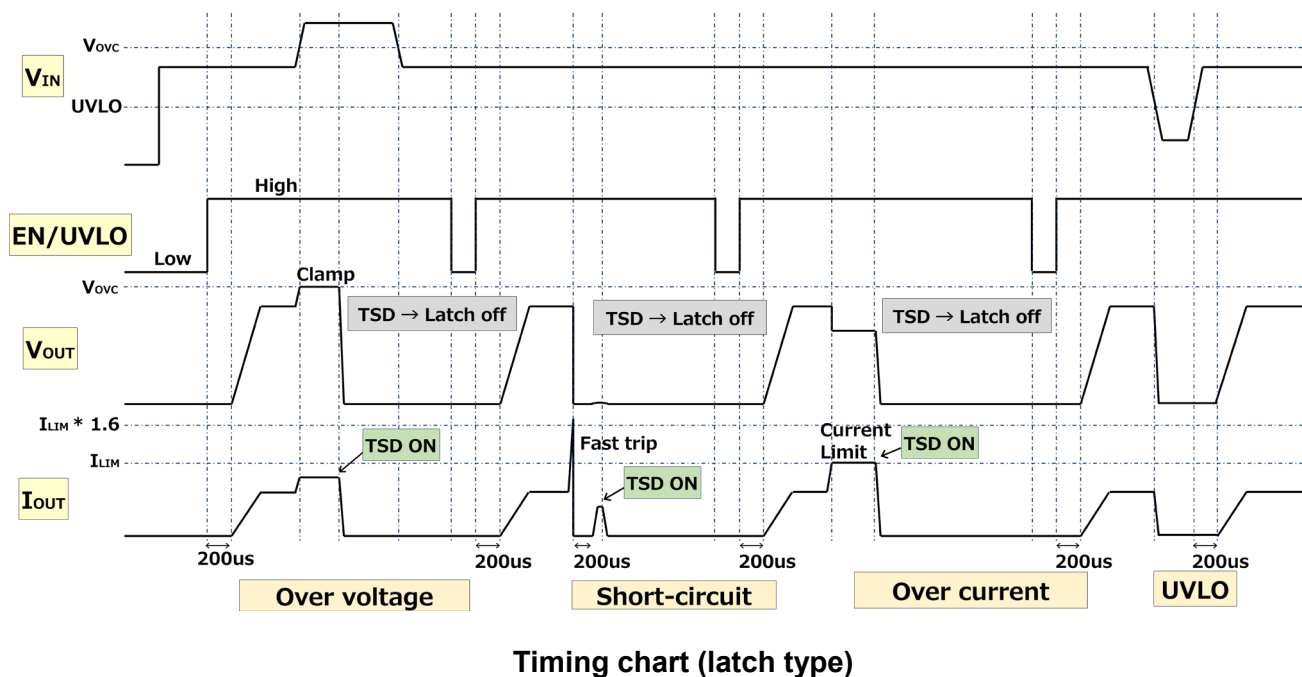 VOVC
VIN
UVLO
High
EN/UVLO
Low
Clamp
VOVC
TSD → Latch off
TSD → Latch off
TSD → Latch off
VOUT
ILIM * 1.6
Fast trip
Current
Limit
TSD ON
TSD ON
ILIM
TSD ON
IOUT
200us
200us
200us
200us
200us
200us
Over voltage
Short-circuit
Over current
UVLO
Timing chart (latch type)